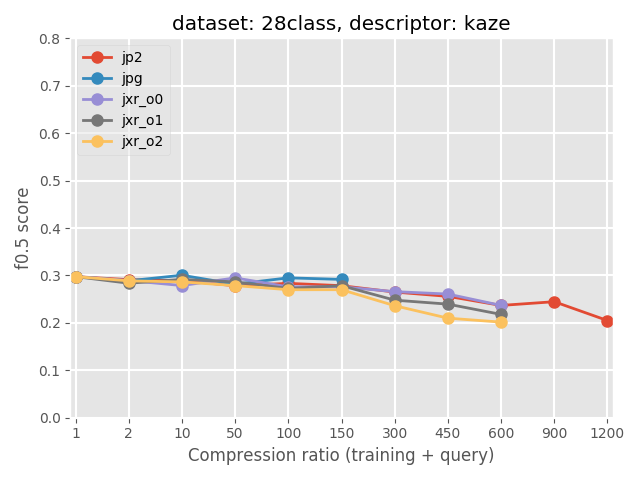 dataset: 28class, descriptor: kaze
jp2
jpg
jxr_o0
jxr_o1
jxr_o2
0.8
0.7
0.6
0.5
0.4
0.3
0.2
0.1
0.0
f0.5 score
1 2 10 50 100 150 300 450 600 900 1200
Compression ratio (training + query)